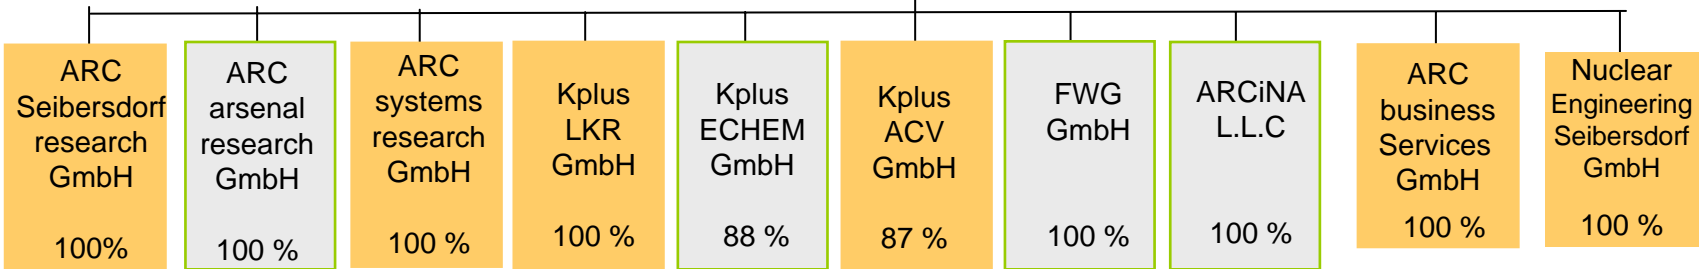 ARC
Seibersdorf
research
GmbH
100%
ARC
arsenal
research
GmbH
100 %
ARC
systems
research
GmbH
100 %
Kplus
LKR
GmbH
100 %
Kplus
ECHEM
GmbH
88 %
Kplus
ACV
GmbH
87 %
FWG
GmbH
100 %
ARCiNA
L.L.C
100 %
ARC
business
Services
GmbH
100 %
Nuclear
Engineering
Seibersdorf
GmbH
100 %